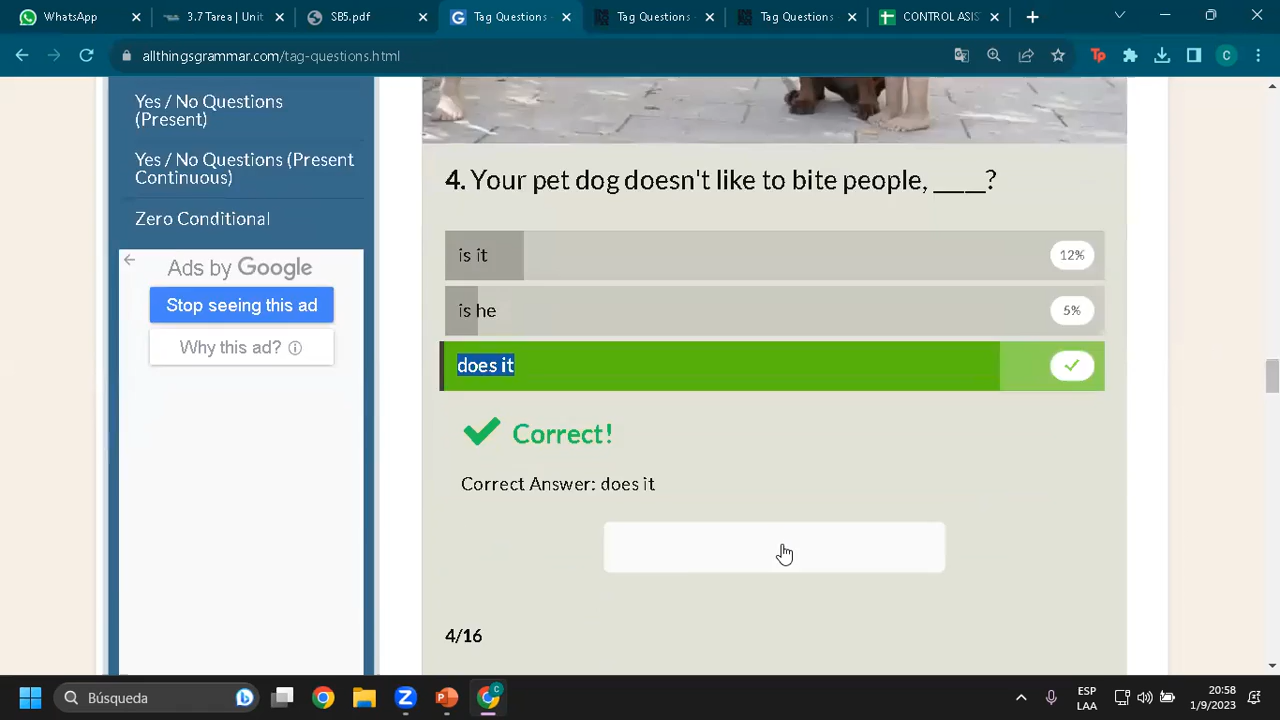 WhatsApp
3.7 Tarea | Unit
SB5.pdf
Tag Questions
Tag Questions
Tag Questions
CONTROL ASIS
allthingsgrammar.com/tag-questions.html
Tp
C
Yes / No Questions
(Present)
Yes / No Questions (Present
Continuous)
Zero Conditional
Ads by Google
Stop seeing this ad
Why this ad?
4. Your pet dog doesn't like to bite people, _____?
is it
12%
is he
5%
does it
Correct!
Correct Answer: does it
4/16
Búsqueda
C
ESP
LAA
20:58
1/9/2023